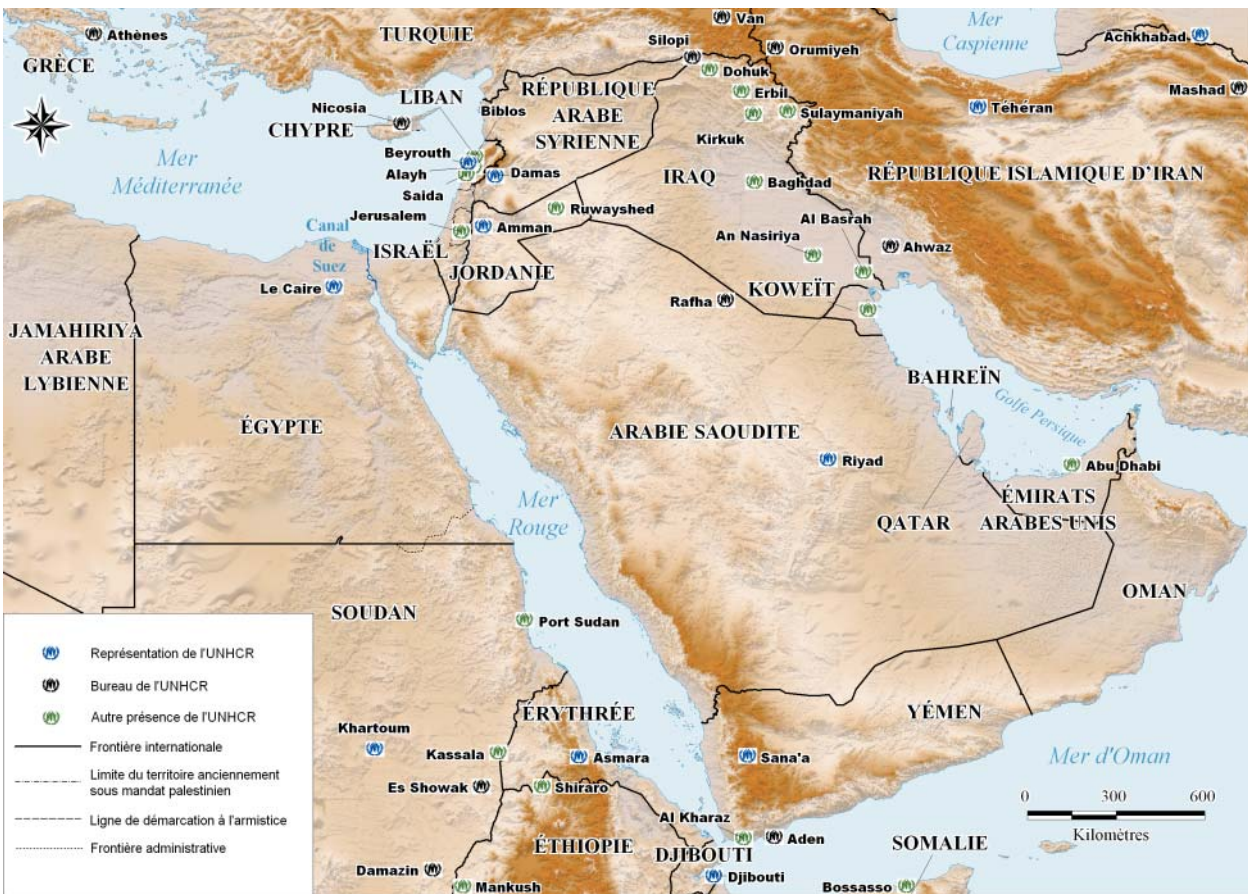 Athènes
GRÈCE
TURQUIE
Van
Silopi
Orumiyeh
Mer
Caspienne
Achkhabad
Mashad
Téhéran
Dohuk
Erbil
Sulaymaniyah
Kirkuk
Nicosia
CHYPRE
LIBAN
Biblos
RÉPUBLIQUE
ARABE
SYRIENNE
Beyrouth
Alayh
Saida
Damas
Mer
Méditerranée
IRAQ
Baghdad
RÉPUBLIQUE ISLAMIQUE D'IRAN
Jerusalem
Ruwayshed
Amman
Al Basrah
An Nasiriya
Ahwaz
Canal
de
Suez
ISRAËL
JORDANIE
Le Caire
Rafha
KOWEÏT
JAMAHIRIYA
ARABE
LYBIENNE
ÉGYPTE
BAHREÏN
Golfe Persique
ARABIE SAOUDITE
Riyad
Abu Dhabi
QATAR
ÉMIRATS
ARABES UNIS
OMAN
Mer
Rouge
SOUDAN
Port Sudan
Représentation de l'UNHCR
Bureau de l'UNHCR
Autre présence de l'UNHCR
Frontière internationale
Limite du territoire anciennement
sous mandat palestinien
Ligne de démarcation à l'armistice
Frontière administrative
Khartoum
Kassala
Es Showak
ÉRYTHRÉE
Asmara
Shiraro
YÉMEN
Sana'a
Mer d'Oman
0 300 600
Kilomètres
Al Kharaz
Aden
ÉTHIOPIE
DJIBOUTI
Djibouti
SOMALIE
Bossasso
Damazin
Mankush